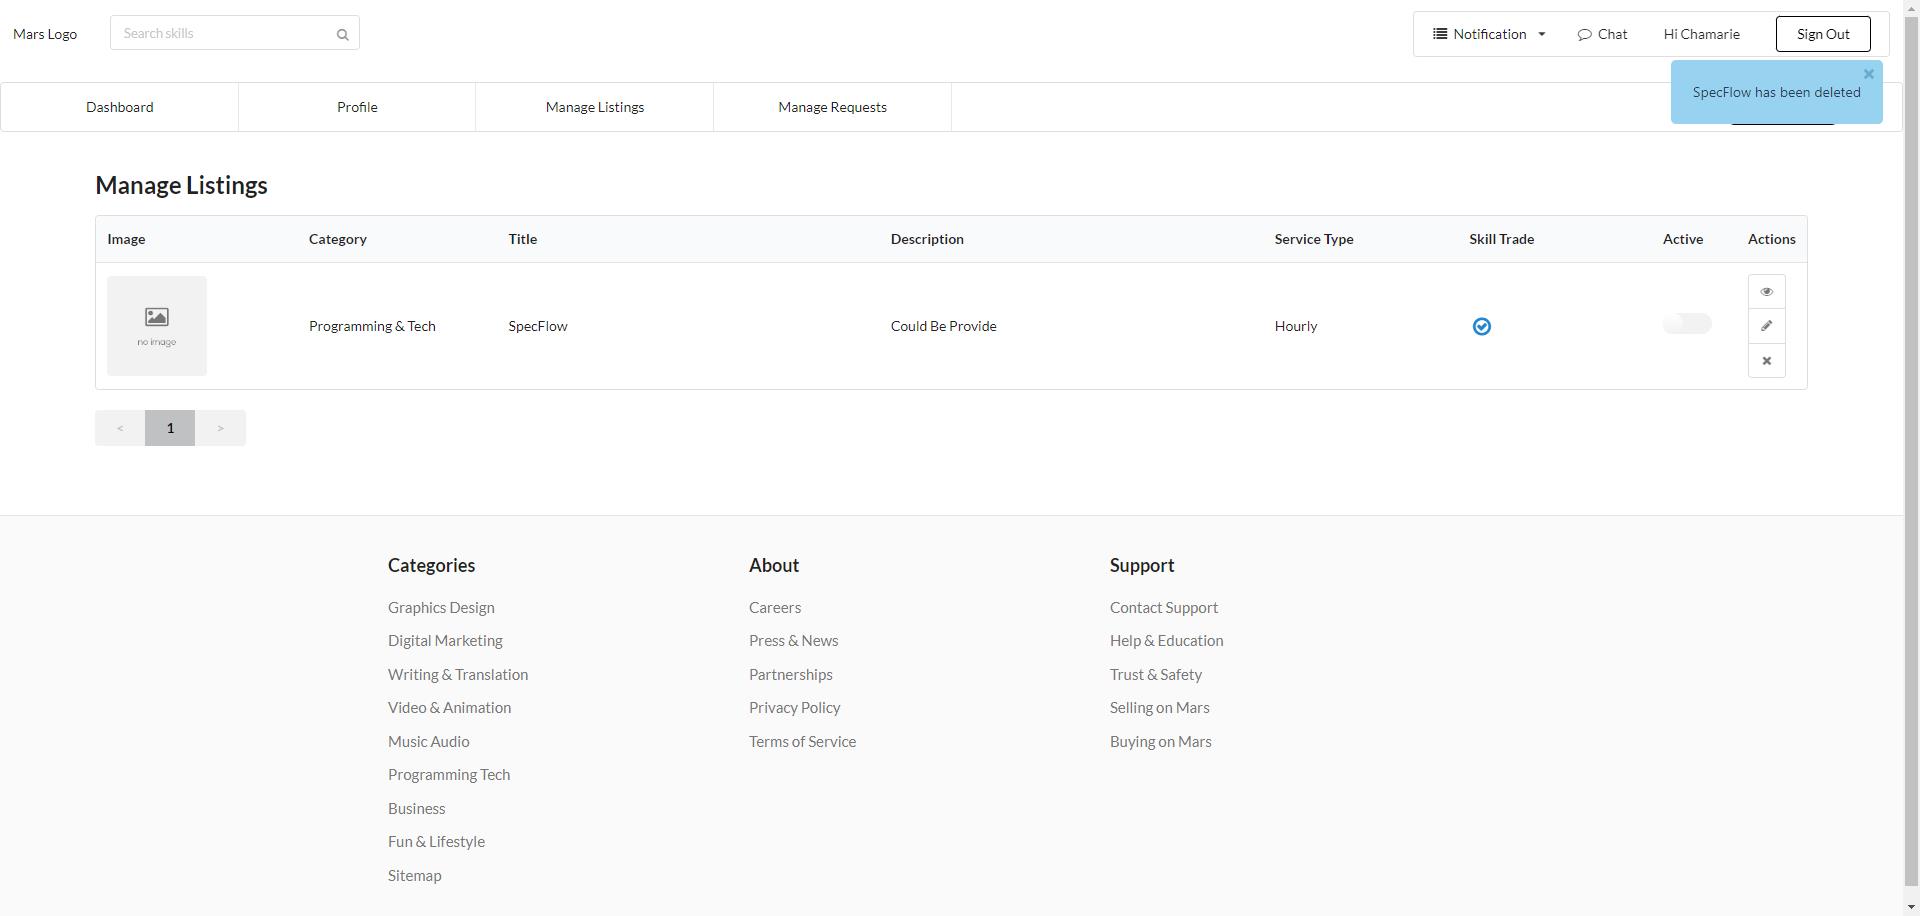 Mars Logo
Search skills
Notification
Chat
Hi Chamarie
Sign Out
SpecFlow has been deleted
Dashboard
Profile
Manage Listings
Manage Requests
Manage Listings
Image Category Title Description Service Type Skill Trade Active Actions
no image
Programming & Tech SpecFlow Could Be Provide Hourly
< 1 >
Categories
Graphics Design
Digital Marketing
Writing & Translation
Video & Animation
Music Audio
Programming Tech
Business
Fun & Lifestyle
Sitemap
About
Careers
Press & News
Partnerships
Privacy Policy
Terms of Service
Support
Contact Support
Help & Education
Trust & Safety
Selling on Mars
Buying on Mars